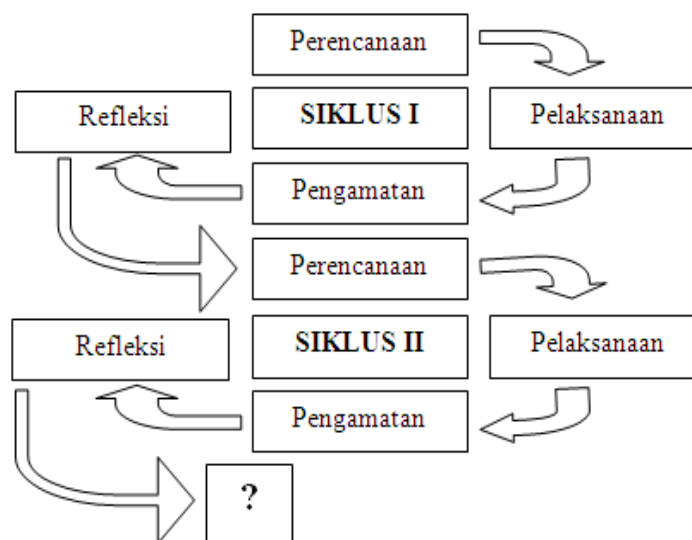 Perencanaan
Refleksi
SIKLUS I
Pelaksanaan
Pengamatan
Perencanaan
Refleksi
SIKLUS II
Pelaksanaan
Pengamatan
?